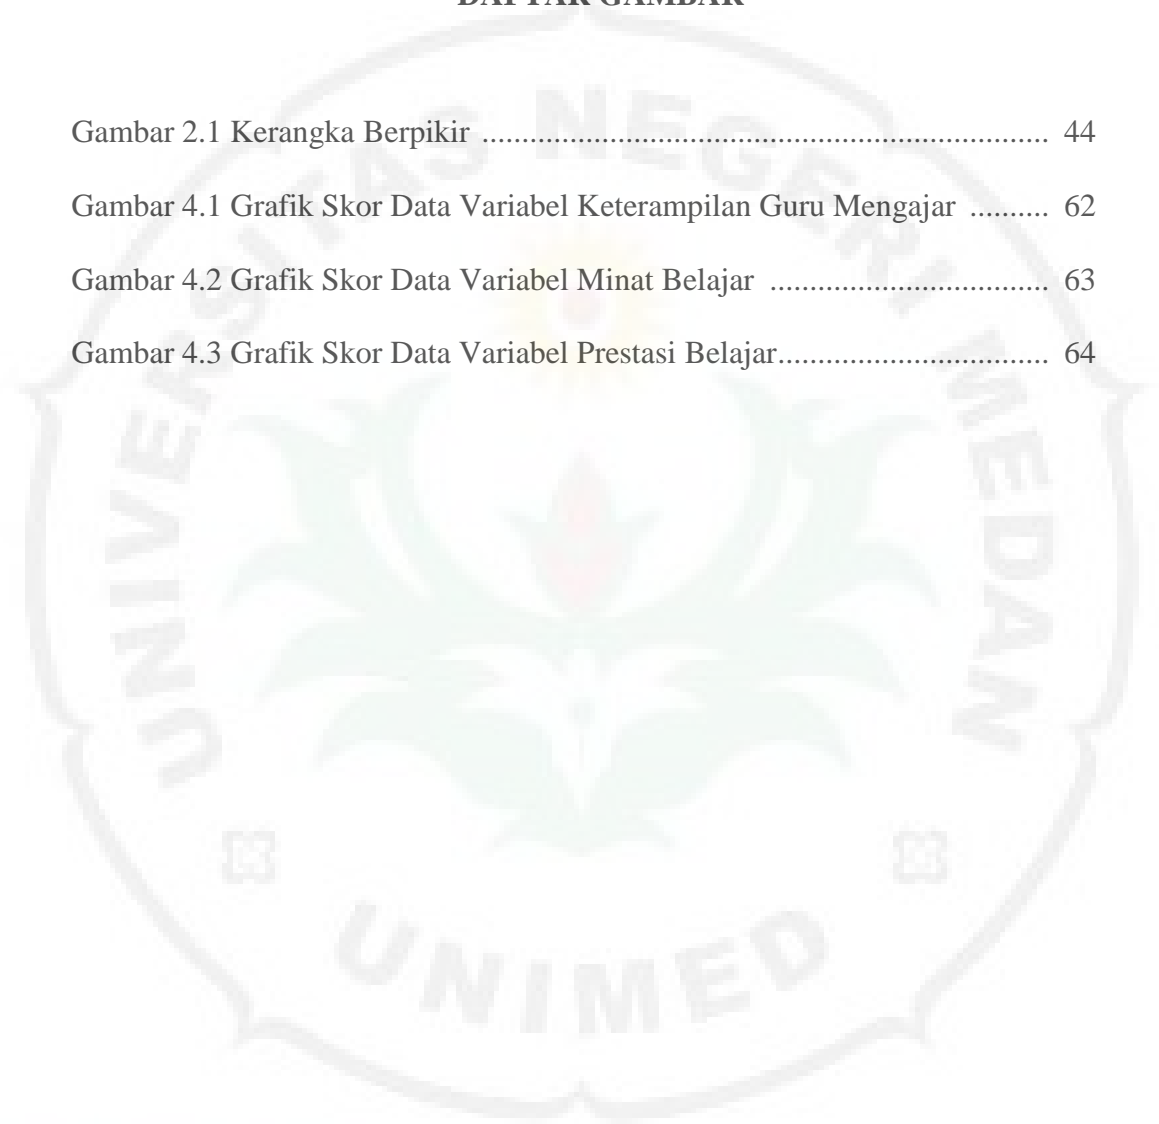 DAFTAR GAMBAR
Gambar 2.1 Kerangka Berpikir ....................................................................... 44
Gambar 4.1 Grafik Skor Data Variabel Keterampilan Guru Mengajar .......... 62
Gambar 4.2 Grafik Skor Data Variabel Minat Belajar ................................... 63
Gambar 4.3 Grafik Skor Data Variabel Prestasi Belajar.................................. 64
UNIVERSITAS NEGERI MEDAN
UNIMED